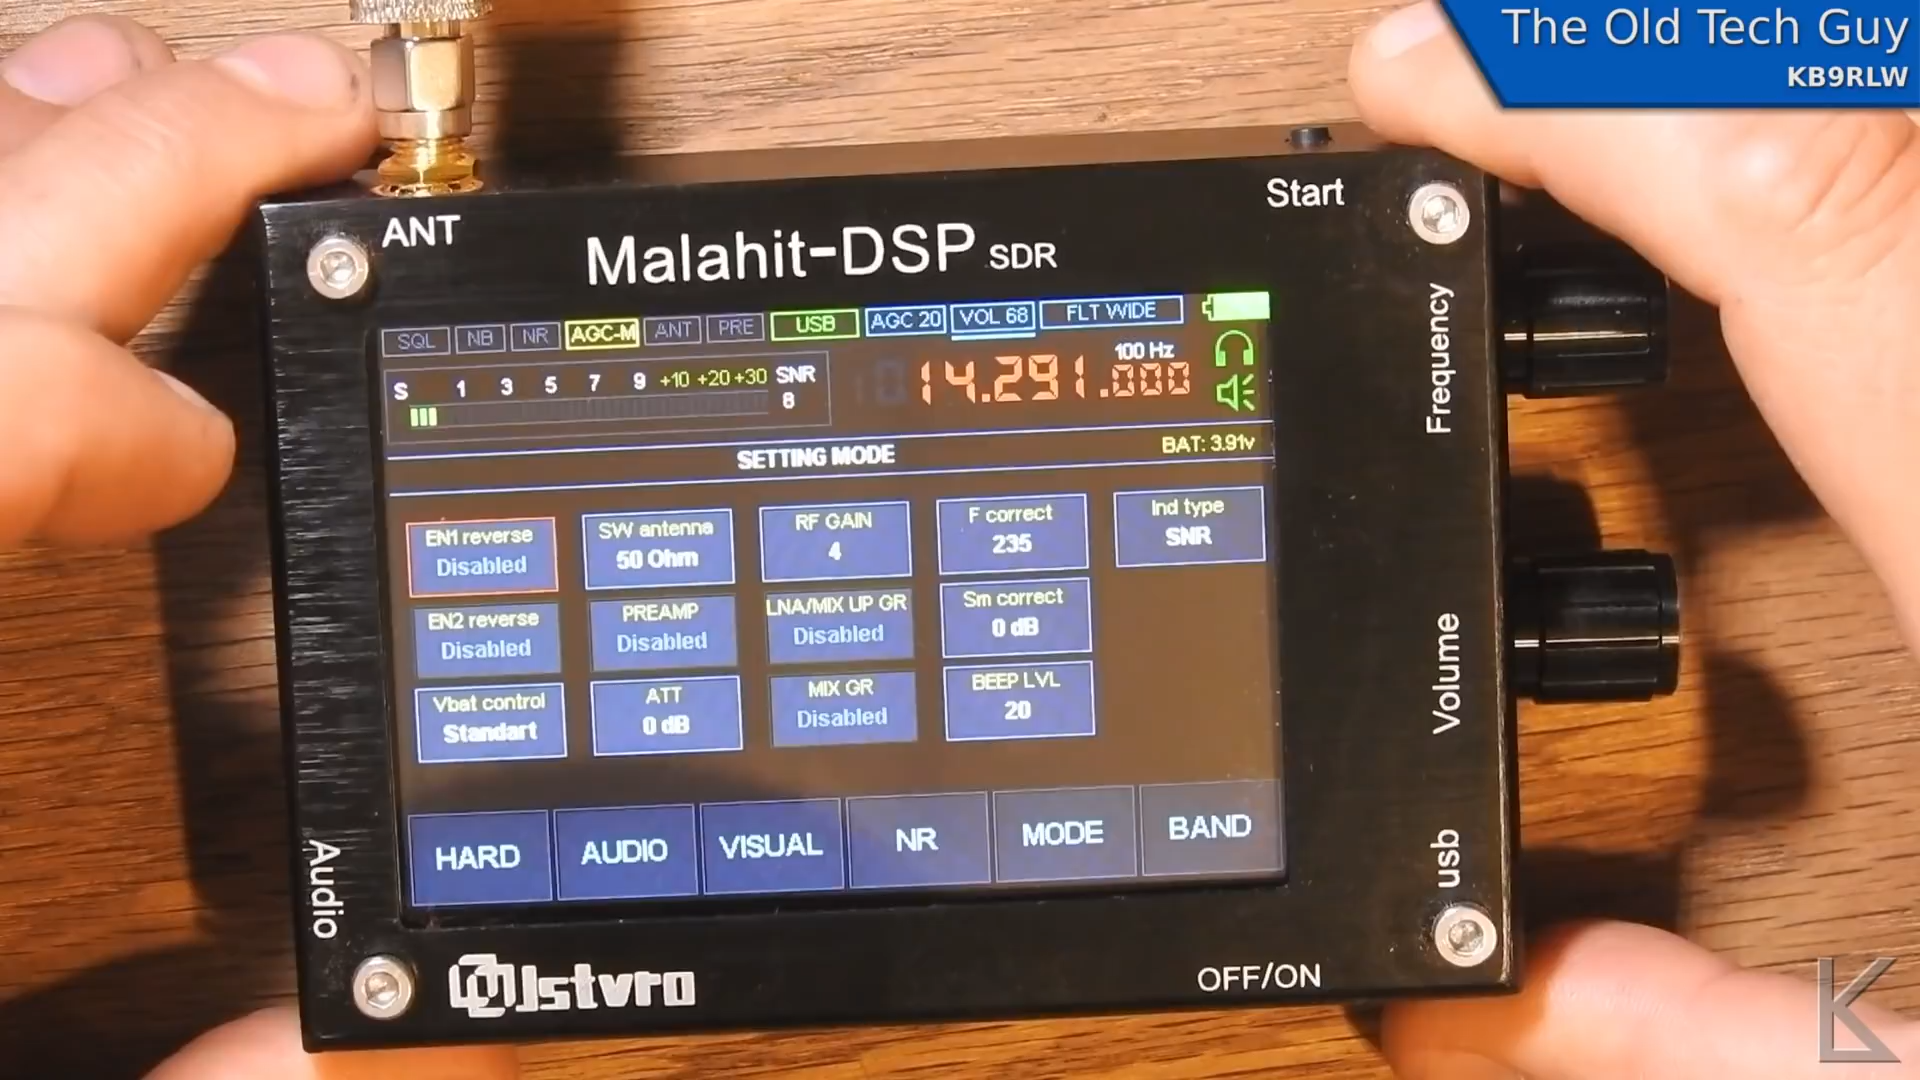 The Old Tech Guy
KB9RLW
Start
ANT
Malahit-DSP SDR
SQL NB NR AGC-M ANT PRE USB AGC 20 VOL 68 FLT WIDE
S 1 3 5 7 9 +10 +20 +30 SNR
8
100 Hz
14.291.000
SETTING MODE
BAT: 3.91v
EN1 reverse
Disabled
SW antenna
50 Ohm
RF GAIN
4
F correct
235
Ind type
SNR
EN2 reverse
Disabled
PREAMP
Disabled
LNA/MIX UP GR
Disabled
Sm correct
0 dB
Vbat control
Standart
ATT
0 dB
MIX GR
Disabled
BEEP LVL
20
HARD AUDIO VISUAL NR MODE BAND
Frequency
Volume
usb
Audio
Jstvro
OFF/ON
K